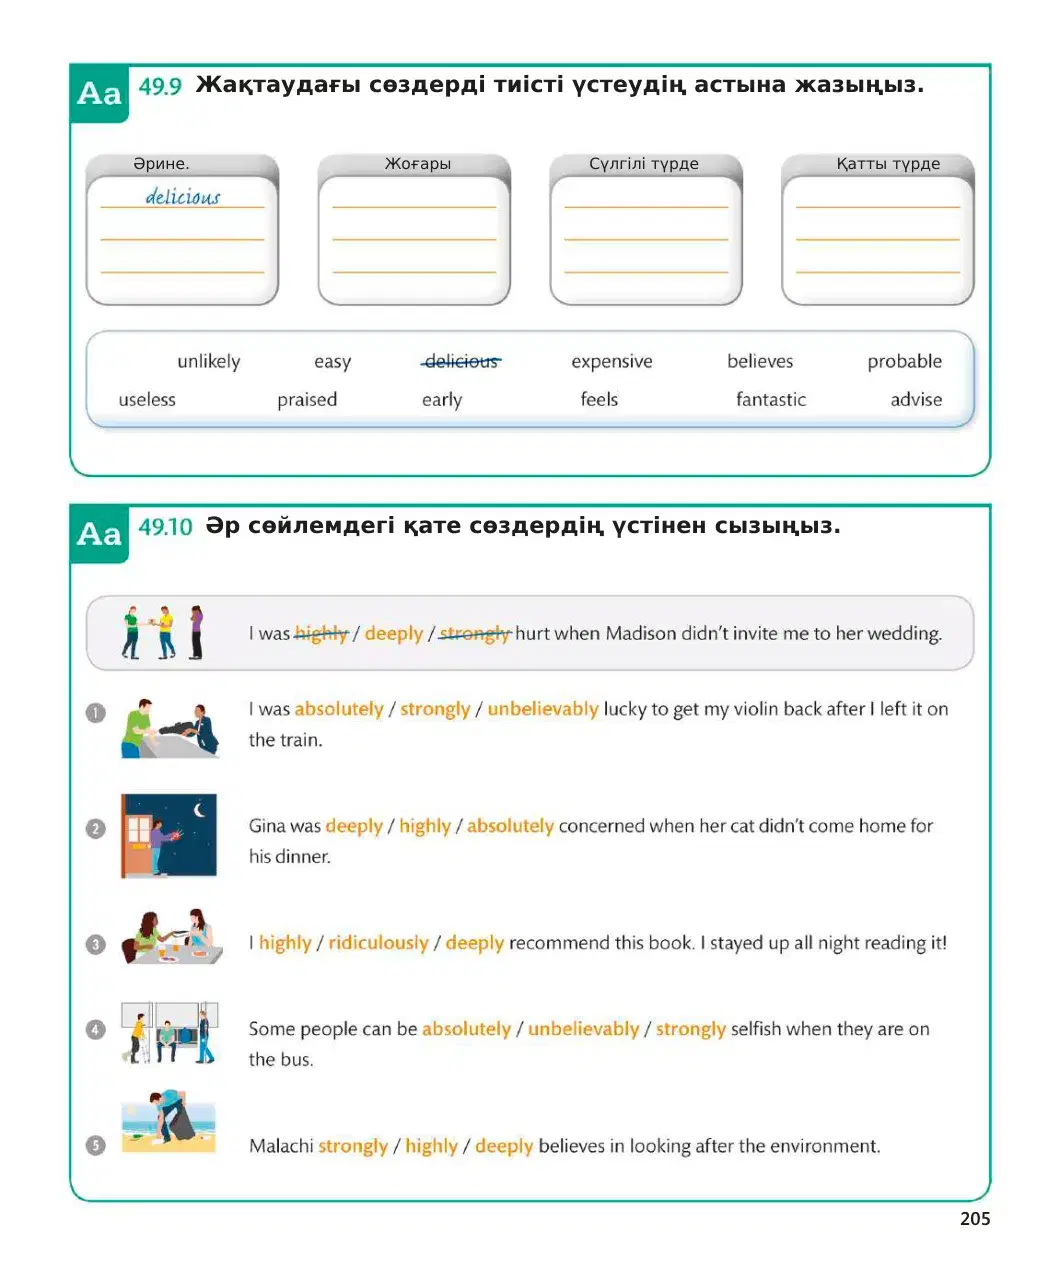 Aa 49.9 Жақтаудағы сөздерді тиісті үстеудің астына жазыңыз.
Әрине. Жоғары Сүлгілі түрде Қатты түрде
delicious
unlikely easy delicious expensive believes probable
useless praised early feels fantastic advise
Aa 49.10 Әр сөйлемдегі қате сөздердің үстінен сызыңыз.
I was highly / deeply / strongly hurt when Madison didn't invite me to her wedding.
1 I was absolutely / strongly / unbelievably lucky to get my violin back after I left it on
the train.
2 Gina was deeply / highly / absolutely concerned when her cat didn't come home for
his dinner.
3 I highly / ridiculously / deeply recommend this book. I stayed up all night reading it!
4 Some people can be absolutely / unbelievably / strongly selfish when they are on
the bus.
5 Malachi strongly / highly / deeply believes in looking after the environment.
205